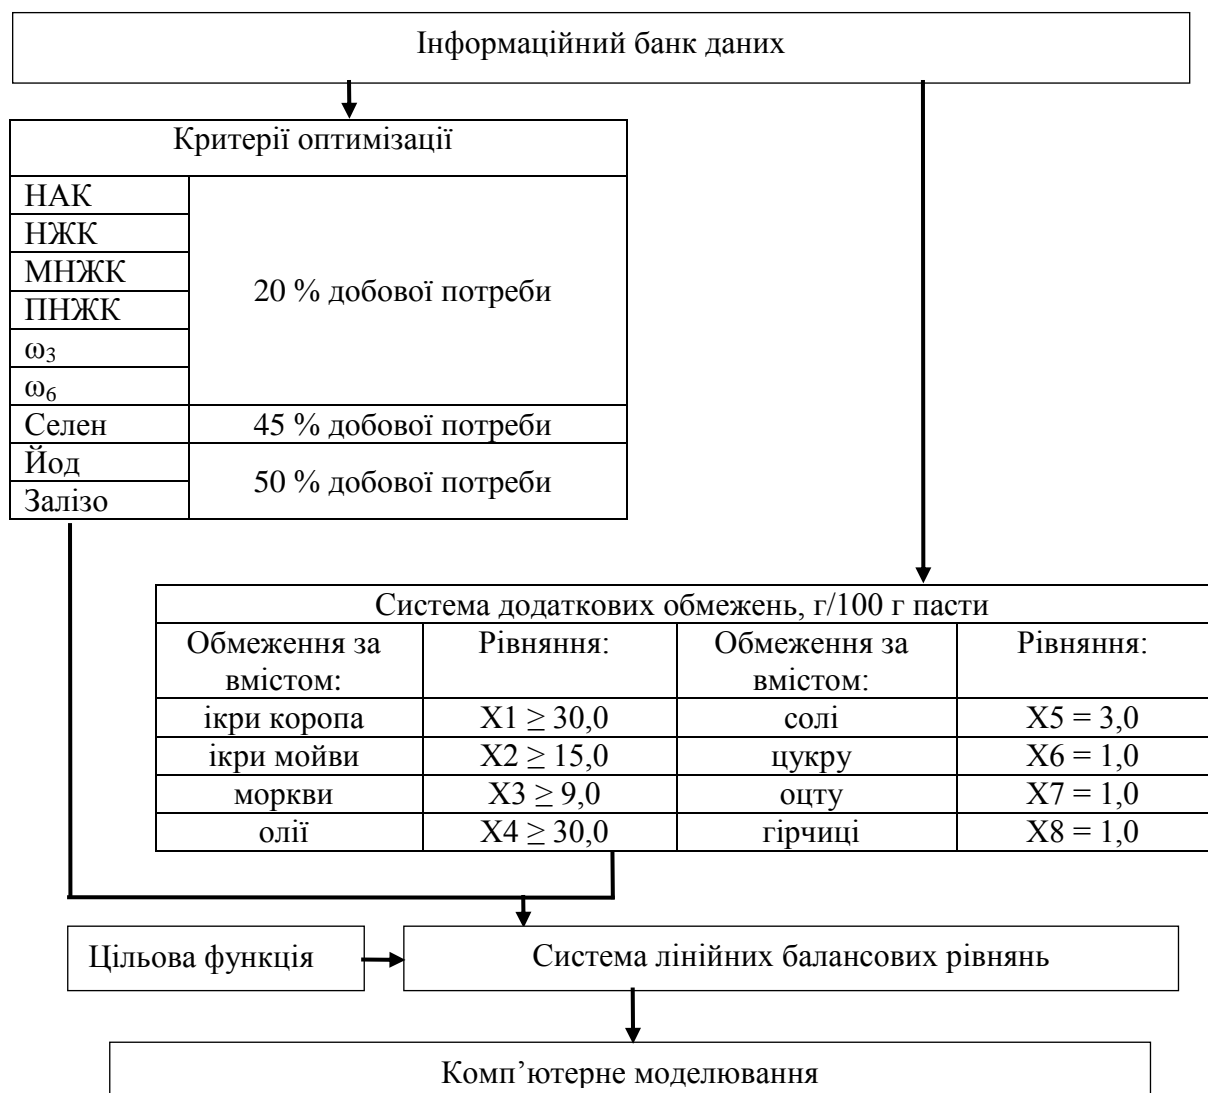 Інформаційний банк даних
Критерії оптимізації
НАК
НЖК
МНЖК
ПНЖК
ω3
ω6
20 % добової потреби
Селен
45 % добової потреби
Йод
Залізо
50 % добової потреби
Система додаткових обмежень, г/100 г пасти
Обмеження за
вмістом:
Рівняння:
Обмеження за
вмістом:
Рівняння:
ікри коропа
X1 ≥ 30,0
солі
X5 = 3,0
ікри мойви
X2 ≥ 15,0
цукру
X6 = 1,0
моркви
X3 ≥ 9,0
оцту
X7 = 1,0
олії
X4 ≥ 30,0
гірчиці
X8 = 1,0
Цільова функція
Система лінійних балансових рівнянь
Комп’ютерне моделювання